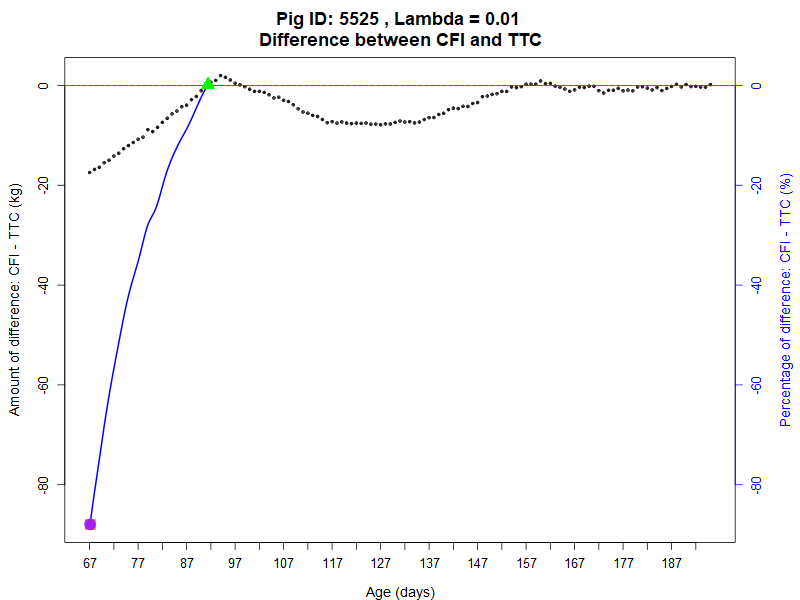 Pig ID: 5525 , Lambda = 0.01
Difference between CFI and TTC
Amount of difference: CFI - TTC (kg)
0
-20
-40
-60
-80
0
-20
-40
-60
-80
Percentage of difference: CFI - TTC (%)
67 77 87 97 107 117 127 137 147 157 167 177 187
Age (days)